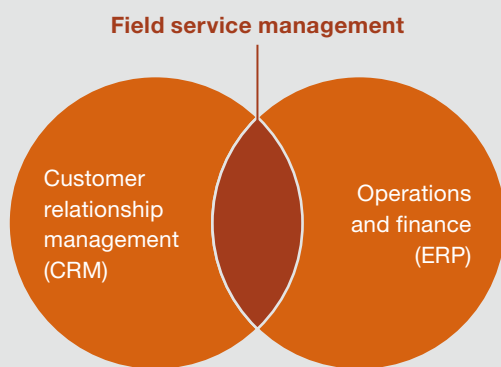 Field service management
Customer
relationship
management
(CRM)
Operations
and finance
(ERP)